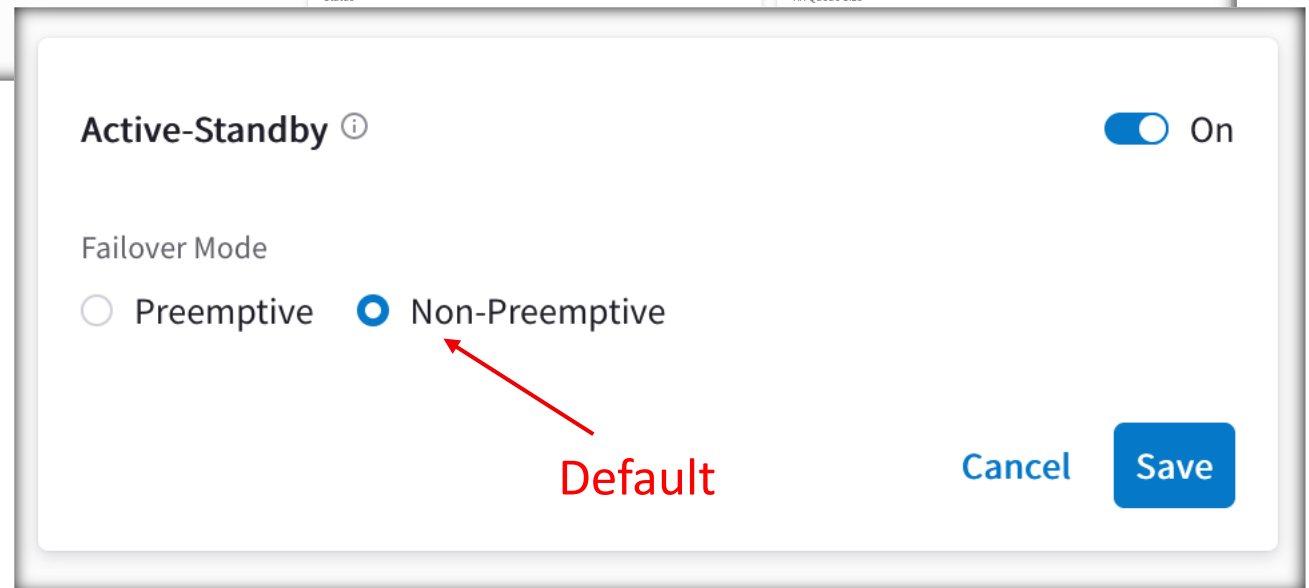 Active-Standby
On
Failover Mode
Preemptive
Non-Preemptive
Default
Cancel
Save